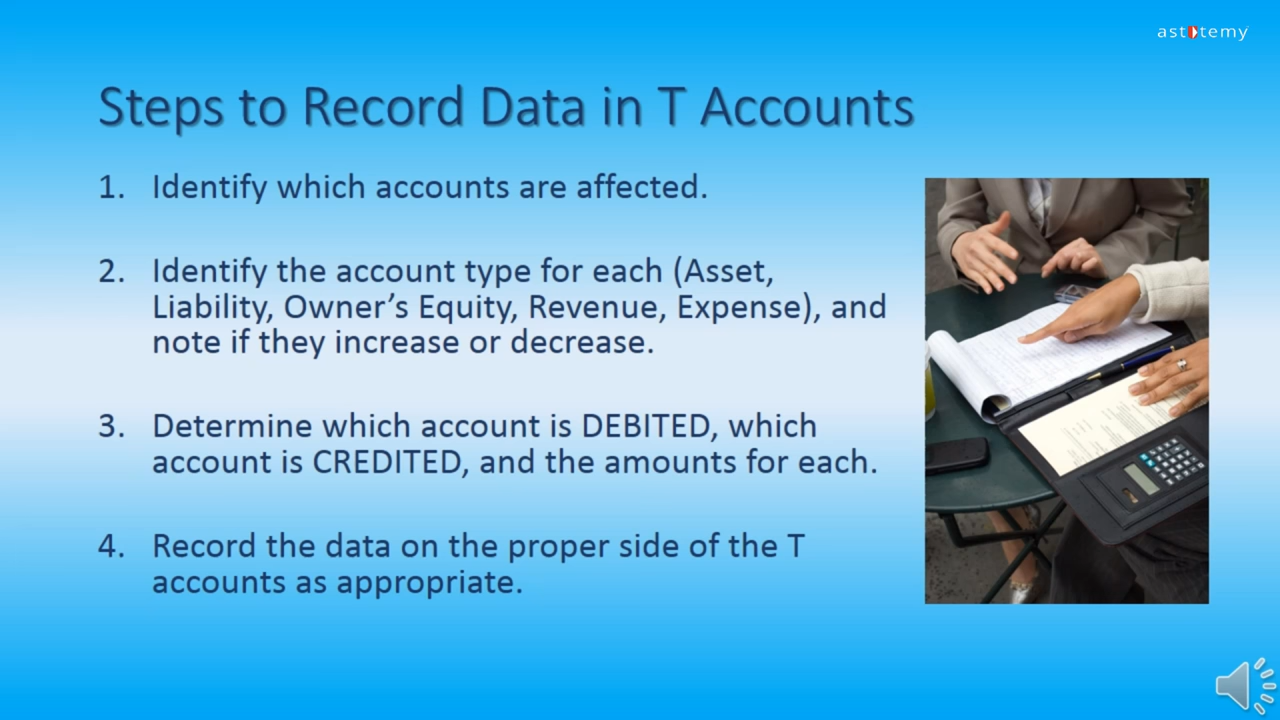 astotemy
Steps to Record Data in T Accounts
1. Identify which accounts are affected.
2. Identify the account type for each (Asset,
Liability, Owner’s Equity, Revenue, Expense), and
note if they increase or decrease.
3. Determine which account is DEBITED, which
account is CREDITED, and the amounts for each.
4. Record the data on the proper side of the T
accounts as appropriate.